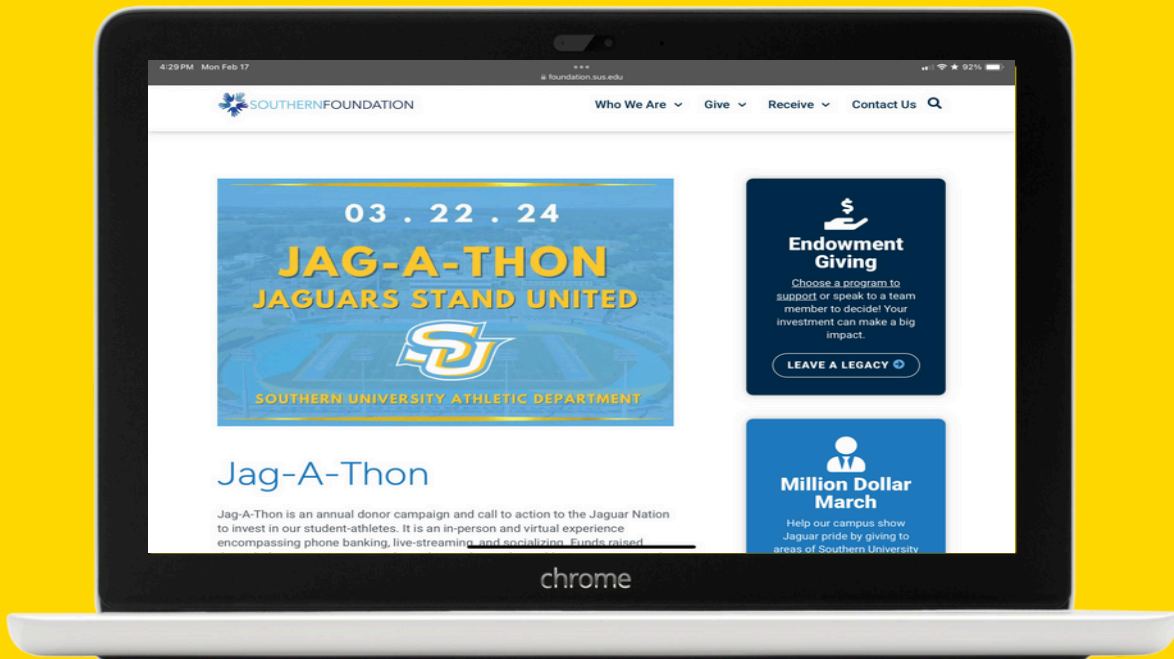 4:29 PM Mon Feb 17
foundation.sus.edu
92%
SOUTHERNFOUNDATION
Who We Are
Give
Receive
Contact Us
03 . 22 . 24
JAG-A-THON
JAGUARS STAND UNITED
SU
SOUTHERN UNIVERSITY ATHLETIC DEPARTMENT
Jag-A-Thon
Jag-A-Thon is an annual donor campaign and call to action to the Jaguar Nation
to invest in our student-athletes. It is an in-person and virtual experience
encompassing phone banking, live-streaming, and socializing. Funds raised
$
Endowment
Giving
Choose a program to
support or speak to a team
member to decide! Your
investment can make a big
impact.
LEAVE A LEGACY
Million Dollar
March
Help our campus show
Jaguar pride by giving to
areas of Southern University
chrome